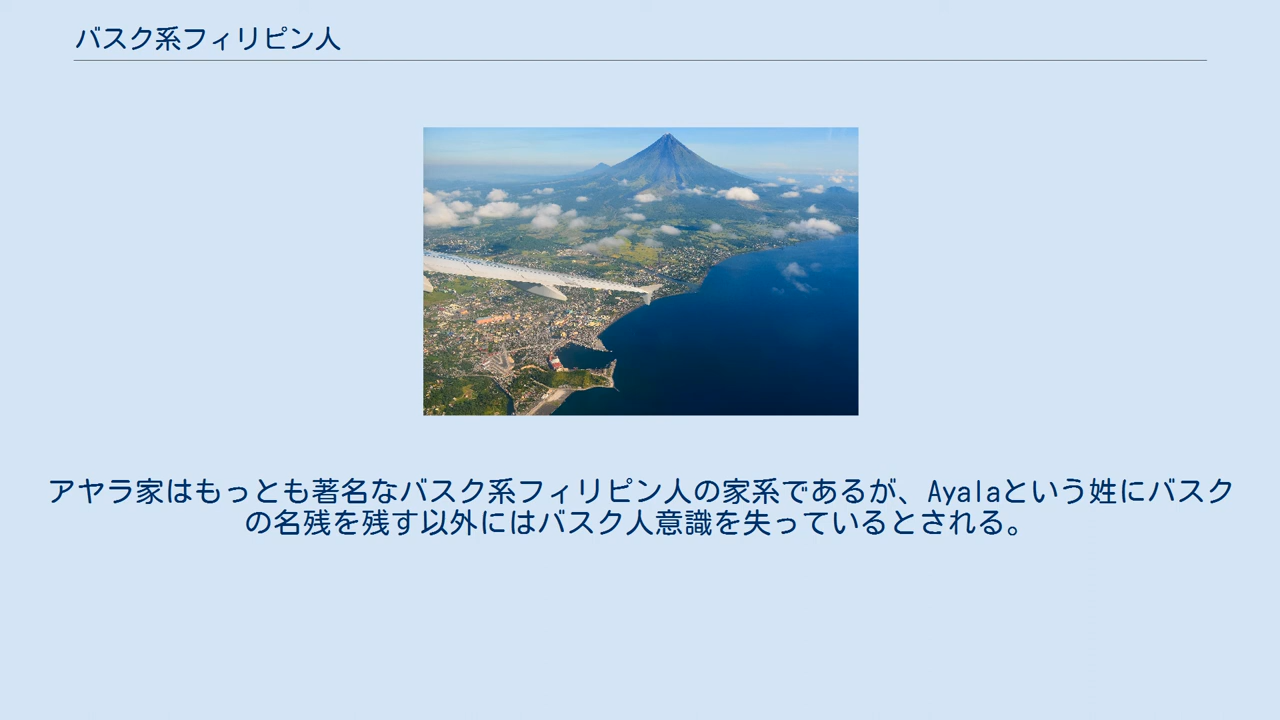 バスク系フィリピン人
アヤラ家はもっとも著名なバスク系フィリピン人の家系であるが、Ayalaという姓にバスク
の名残を残す以外にはバスク人意識を失っているとされる。